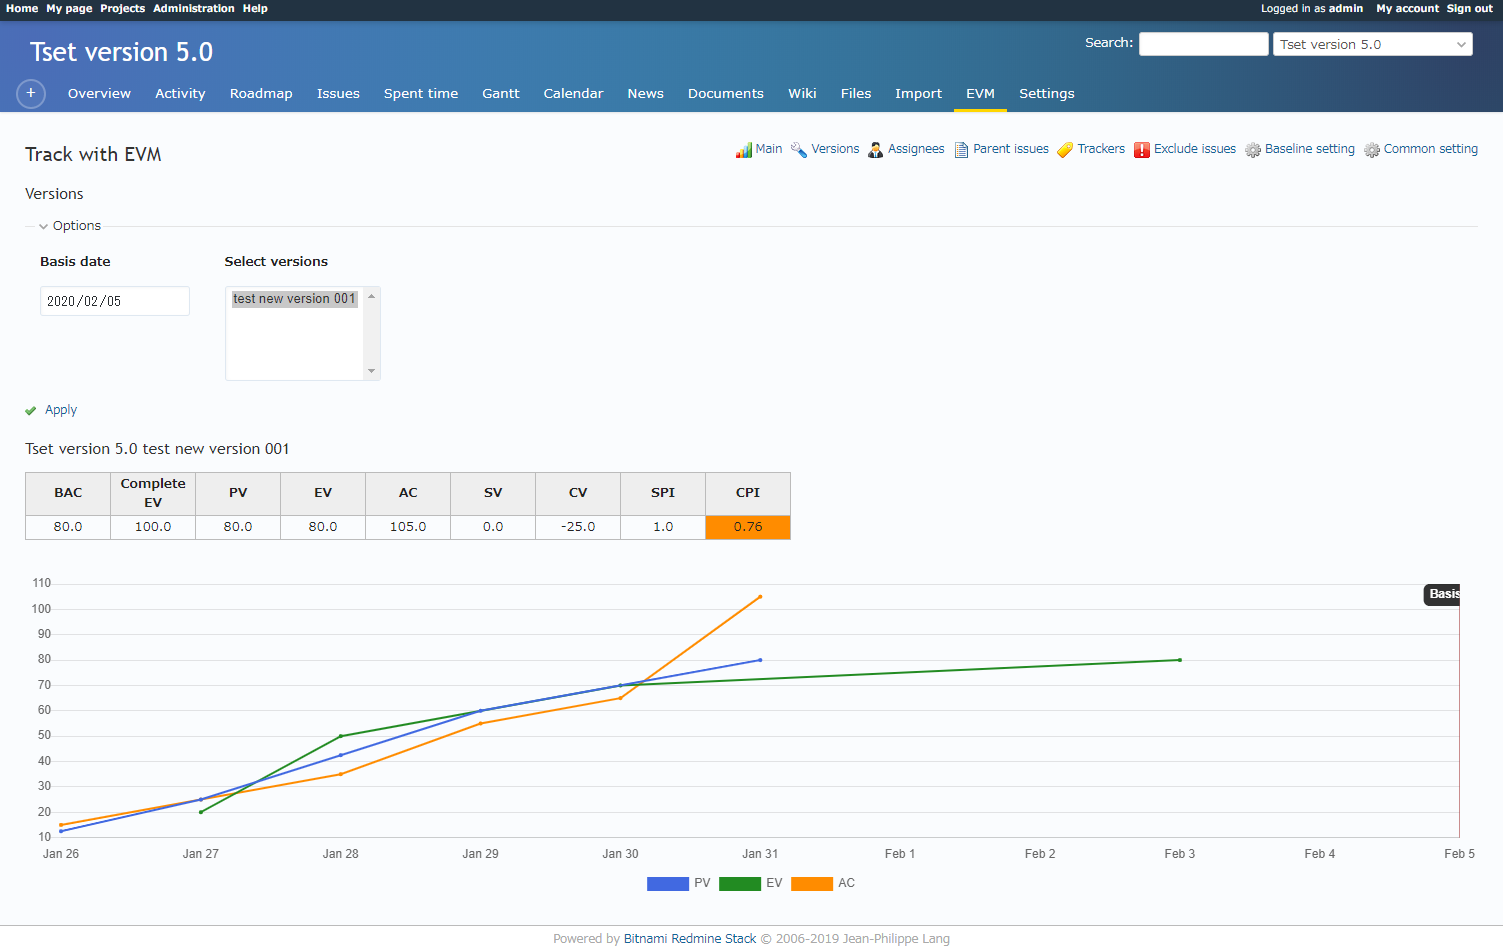 Home My page Projects Administration Help Logged in as admin My account Sign out
Tset version 5.0 Search: Tset version 5.0
+ Overview Activity Roadmap Issues Spent time Gantt Calendar News Documents Wiki Files Import EVM Settings
Track with EVM Main Versions Assignees Parent issues Trackers Exclude issues Baseline setting Common setting
Versions
Options
Basis date Select versions
2020/02/05 test new version 001
Apply
Tset version 5.0 test new version 001
BAC Complete EV PV EV AC SV CV SPI CPI
80.0 100.0 80.0 80.0 105.0 0.0 -25.0 1.0 0.76
110
Basis
100
90
80
70
60
50
40
30
20
10
Jan 26 Jan 27 Jan 28 Jan 29 Jan 30 Jan 31 Feb 1 Feb 2 Feb 3 Feb 4 Feb 5
PV EV AC
Powered by Bitnami Redmine Stack © 2006-2019 Jean-Philippe Lang